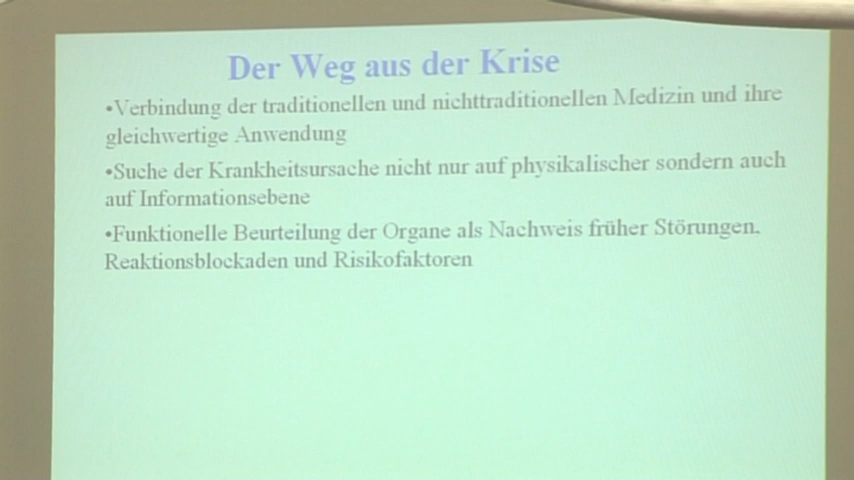 Der Weg aus der Krise
•Verbindung der traditionellen und nichttraditionellen Medizin und ihre
gleichwertige Anwendung
•Suche der Krankheitsursache nicht nur auf physikalischer sondern auch
auf Informationsebene
•Funktionelle Beurteilung der Organe als Nachweis früher Störungen,
Reaktionsblockaden und Risikofaktoren